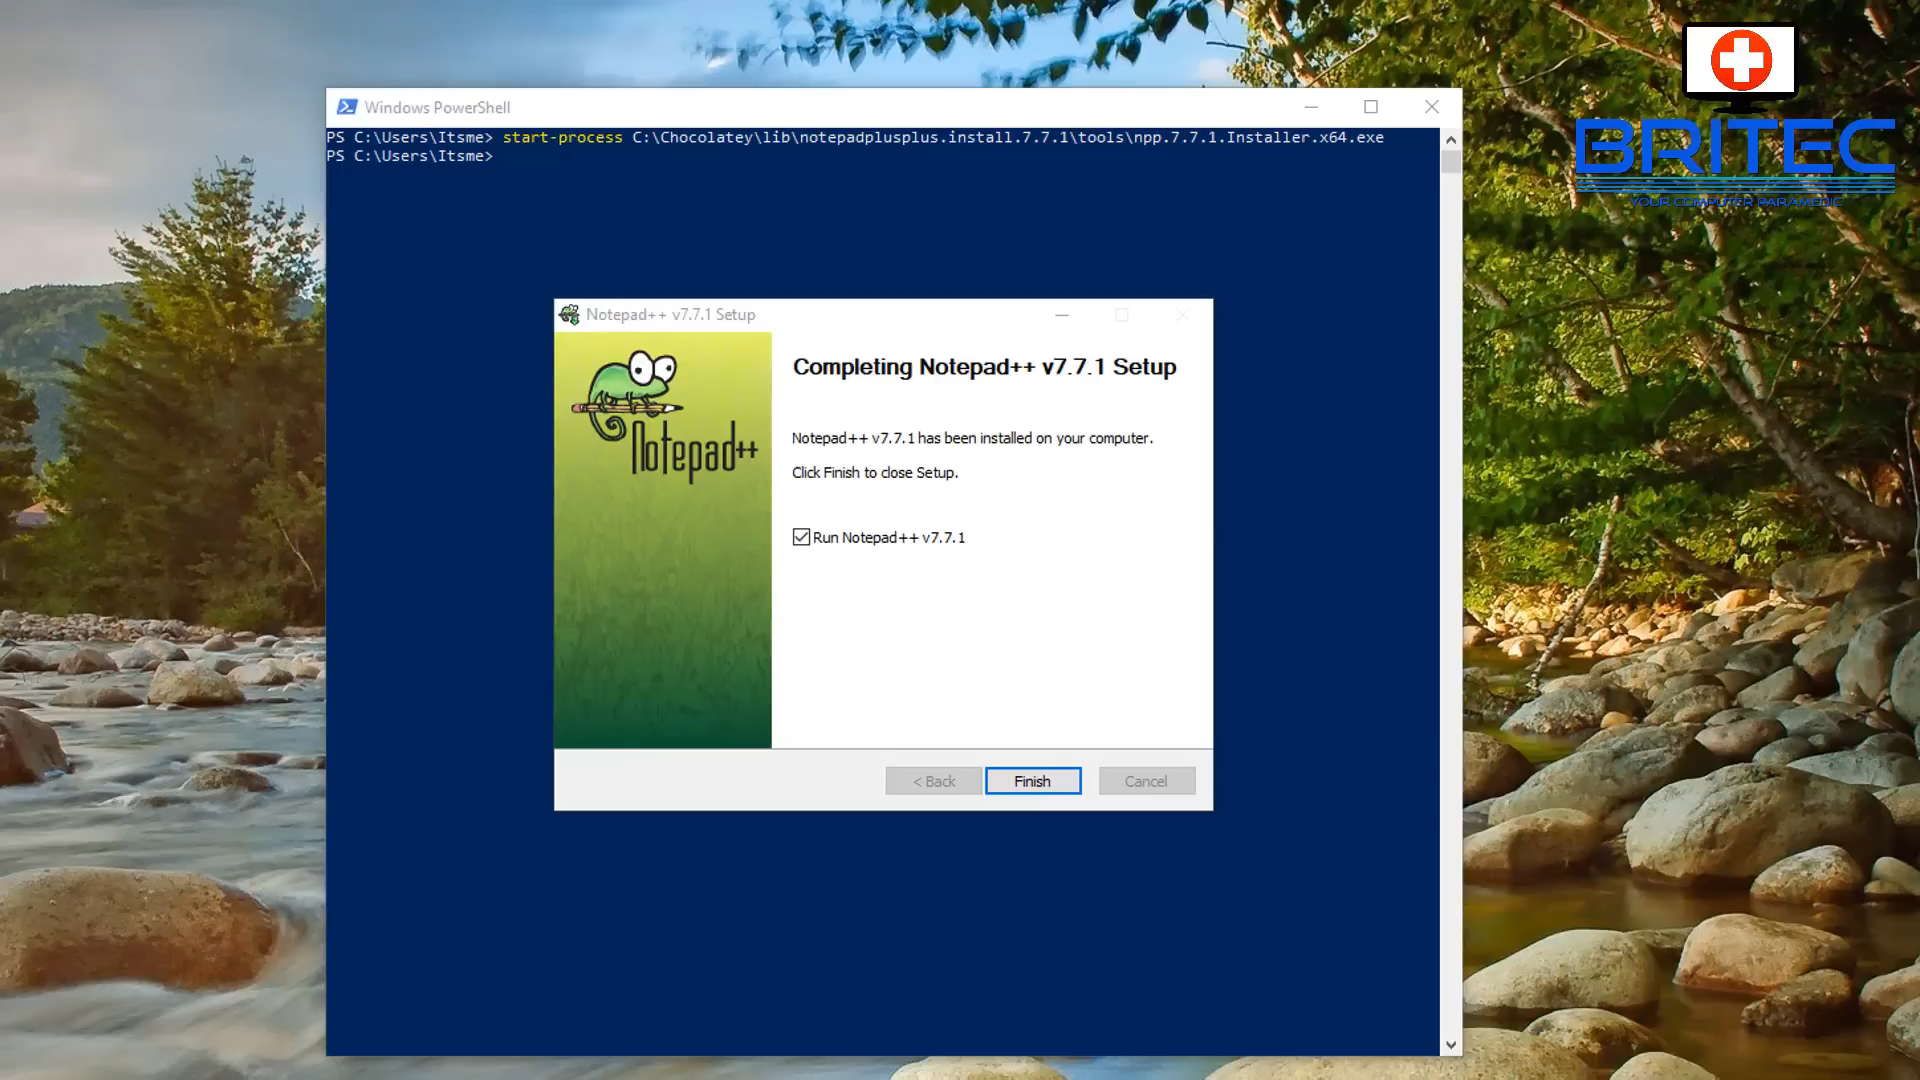 BRITEC
YOUR COMPUTER PARAMEDIC
Windows PowerShell
PS C:\Users\Itsme> start-process C:\Chocolatey\lib\notepadplusplus.install.7.7.1\tools\npp.7.7.1.Installer.x64.exe
PS C:\Users\Itsme>
Notepad++ v7.7.1 Setup
Notepad++
Completing Notepad++ v7.7.1 Setup
Notepad++ v7.7.1 has been installed on your computer.
Click Finish to close Setup.
Run Notepad++ v7.7.1
< Back
Finish
Cancel